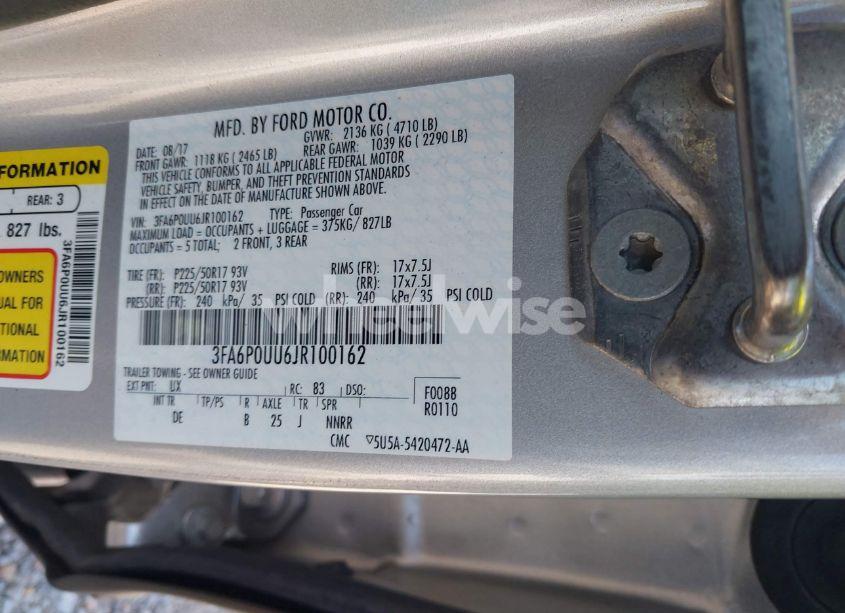 FORMATION
REAR: 3
827 lbs.
OWNERS
UAL FOR
TIONAL
RMATION
3FA6P0UU6JR100162
MFD. BY FORD MOTOR CO.
DATE: 08/17 GVWR: 2136 KG ( 4710 LB)
FRONT GAWR: 1118 KG ( 2465 LB) REAR GAWR: 1039 KG ( 2290 LB)
THIS VEHICLE CONFORMS TO ALL APPLICABLE FEDERAL MOTOR
VEHICLE SAFETY, BUMPER, AND THEFT PREVENTION STANDARDS
IN EFFECT ON THE DATE OF MANUFACTURE SHOWN ABOVE.
VIN: 3FA6P0UU6JR100162 TYPE: Passenger Car
MAXIMUM LOAD = OCCUPANTS + LUGGAGE = 375KG/ 827LB
OCCUPANTS = 5 TOTAL; 2 FRONT, 3 REAR
TIRE (FR): P225/50R17 93V RIMS (FR): 17x7.5J
(RR): P225/50R17 93V (RR): 17x7.5J
PRESSURE (FR): 240 kPa/ 35 PSI COLD (RR): 240 kPa/ 35 PSI COLD
3FA6P0UU6JR100162
TRAILER TOWING - SEE OWNER GUIDE
EXT PNT: UX RC: 83 DSO:
F0088
R0110
INT TR TP/PS R AXLE TR SPR
DE B 25 J NNRR
CMC ▽5U5A-5420472-AA
wheelwise